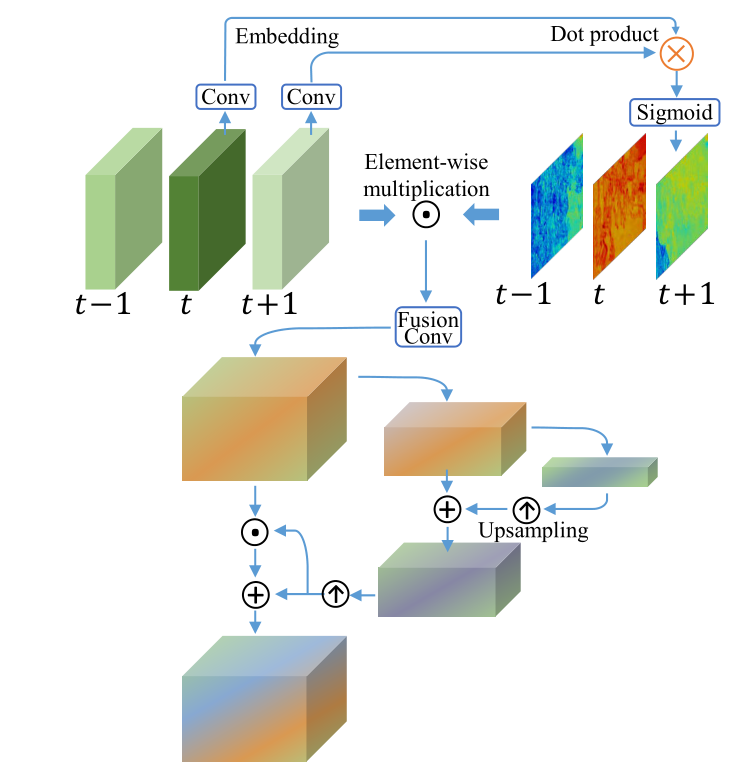 Embedding
Dot product
Conv
Conv
Sigmoid
Element-wise
multiplication
t−1
t
t+1
t−1
t
t+1
Fusion
Conv
Upsampling